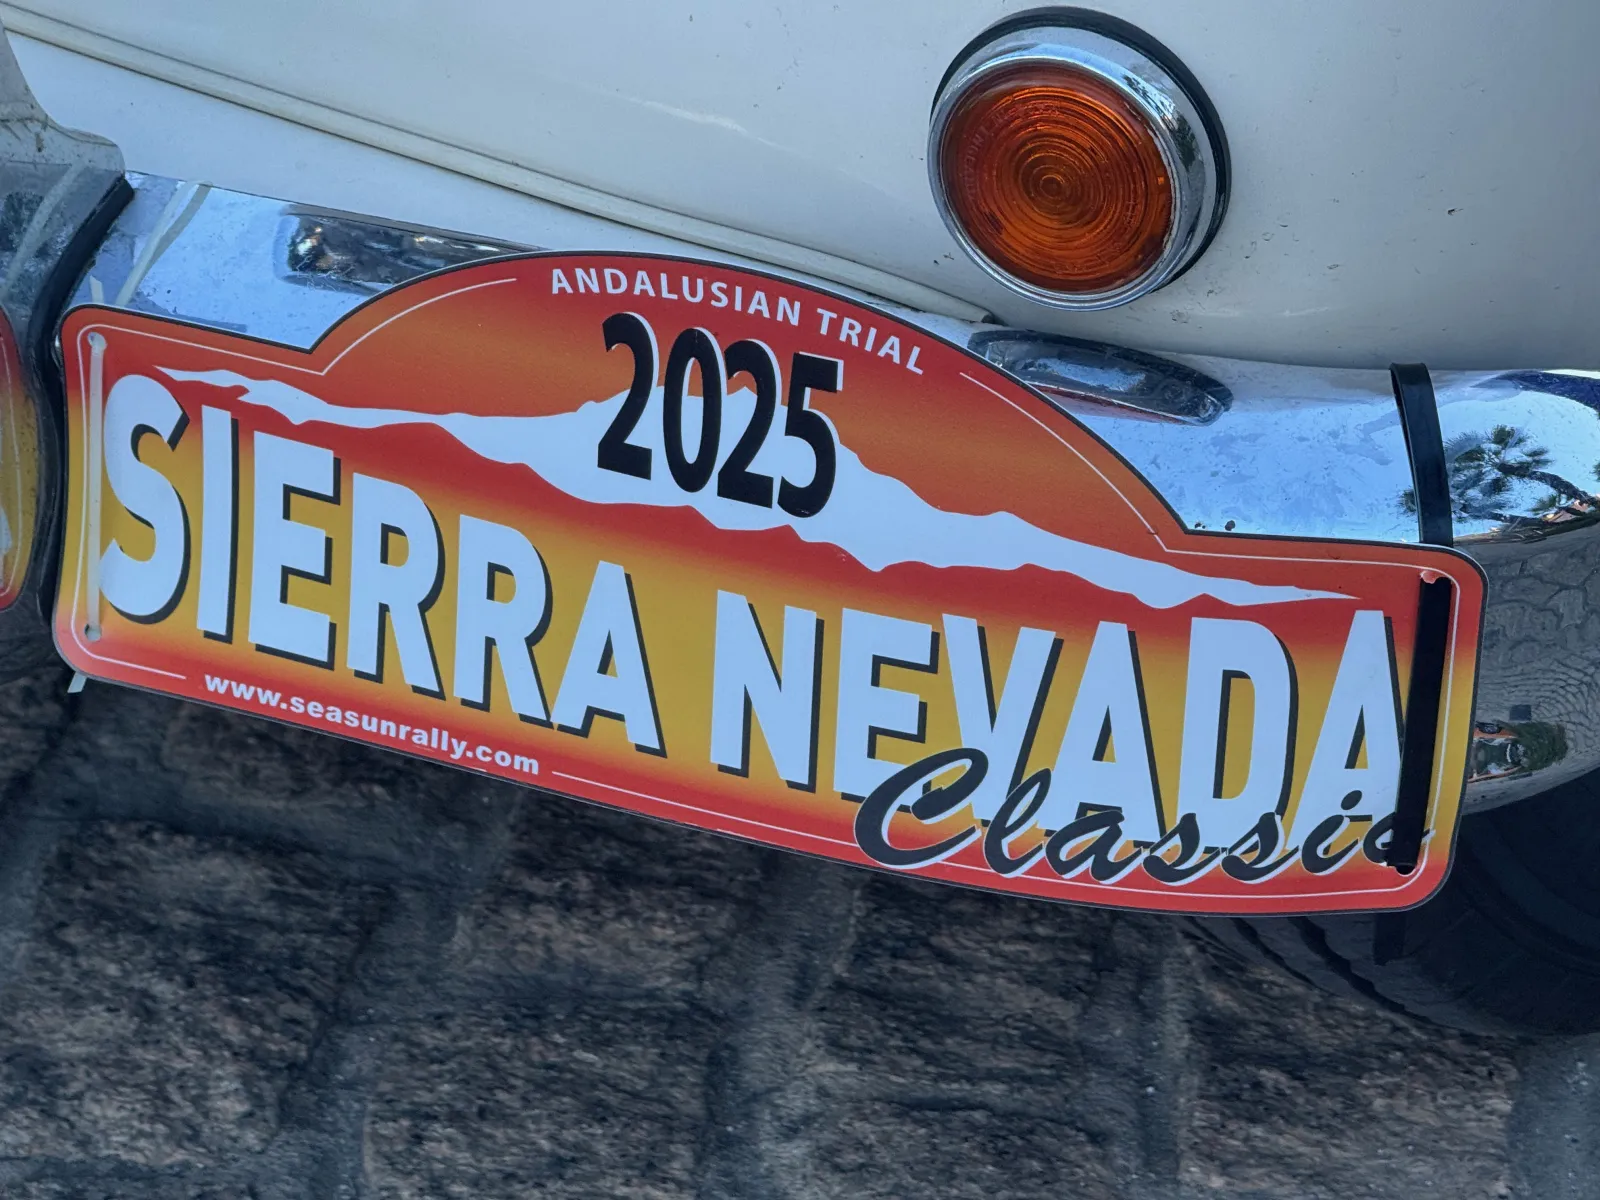 ANDALUSIAN TRIAL
2025
SIERRA NEVADA
Classic
www.seasunrally.com